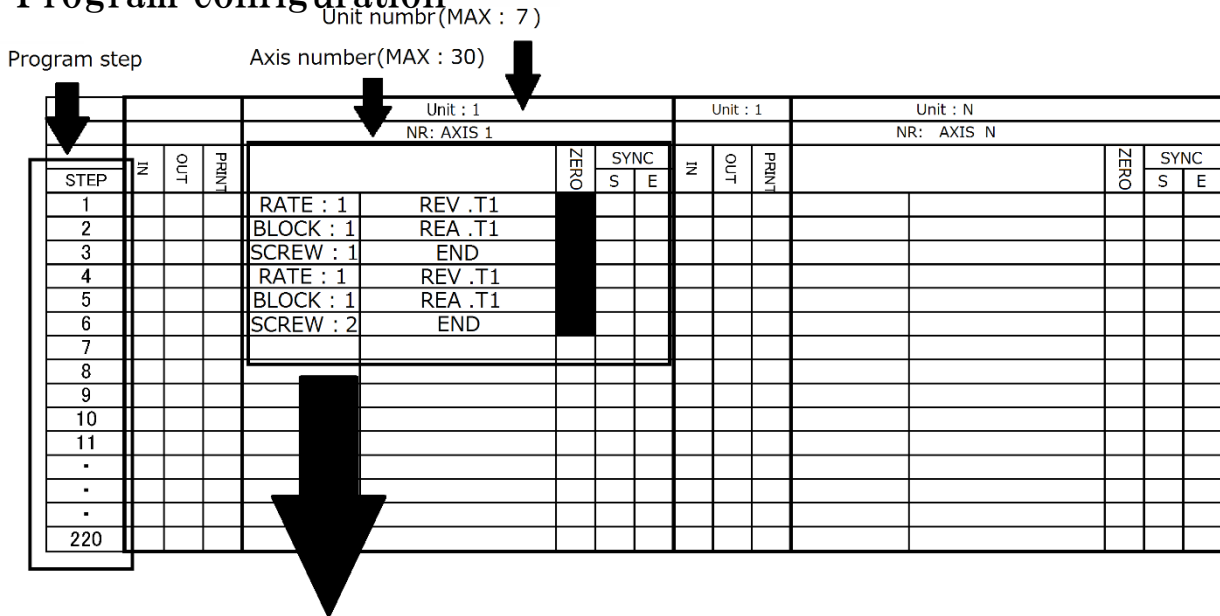 Program configuration
Unit numbr(MAX : 7)
Program step
Axis number(MAX : 30)
Unit : 1
Unit : 1
Unit : N
NR: AXIS 1
NR: AXIS N
STEP
IN
OUT
PRINT
ZERO
SYNC
S E
IN
OUT
PRINT
ZERO
SYNC
S E
1 RATE : 1 REV .T1
2 BLOCK : 1 REA .T1
3 SCREW : 1 END
4 RATE : 1 REV .T1
5 BLOCK : 1 REA .T1
6 SCREW : 2 END
7
8
9
10
11
.
.
.
220